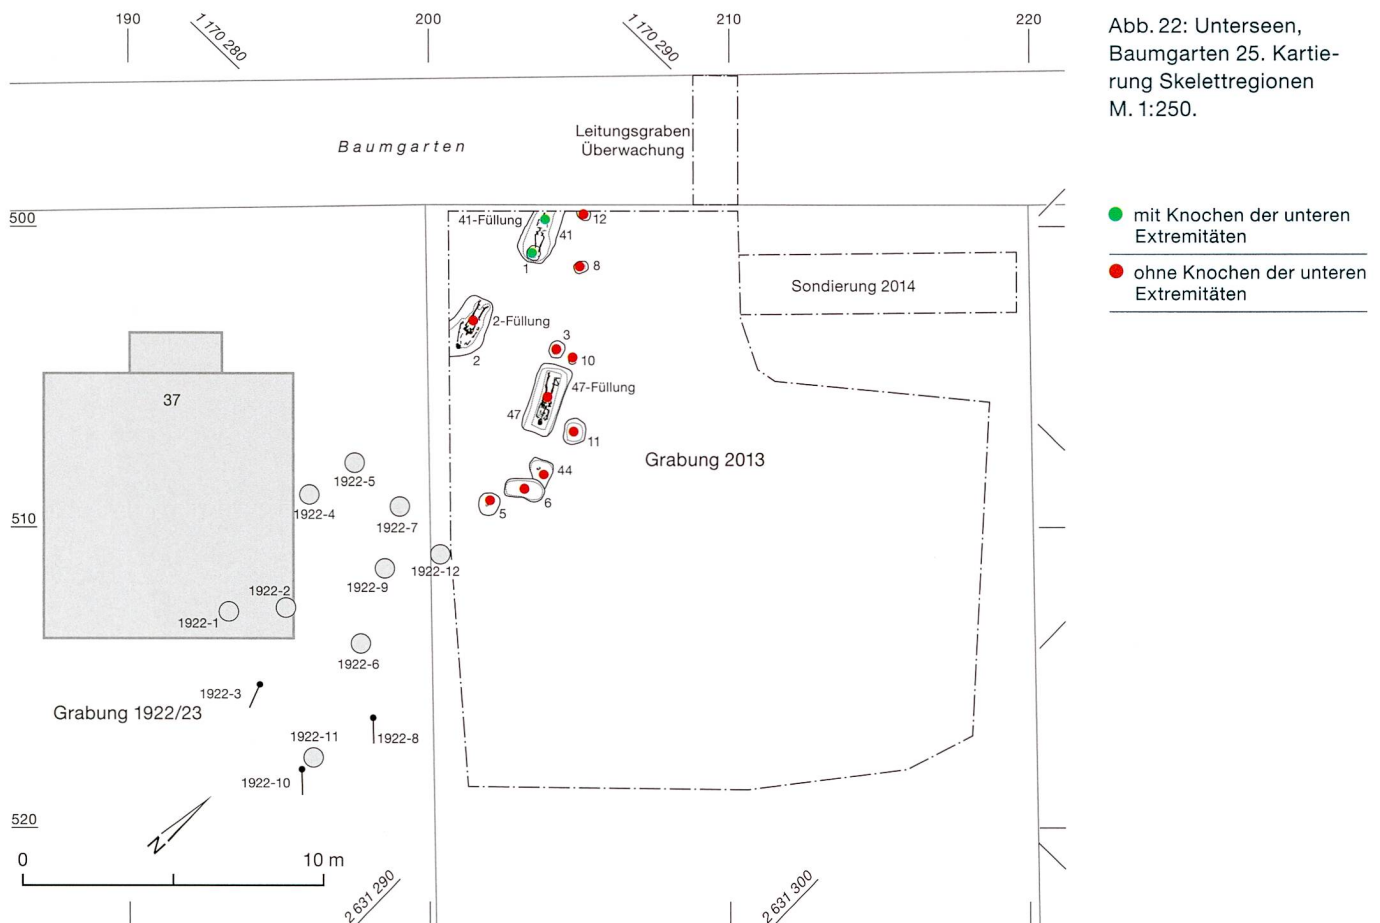 190
200
210
220
1 170 280
1 170 290
Abb. 22: Unterseen,
Baumgarten 25. Kartie-
rung Skelettregionen
M. 1:250.
Baumgarten
Leitungsgraben
Überwachung
500
41-Füllung
12
41
1
8
mit Knochen der unteren
Extremitäten
ohne Knochen der unteren
Extremitäten
Sondierung 2014
2-Füllung
2
3
10
47-Füllung
37
47
11
Grabung 2013
44
1922-5
6
1922-4
5
510
1922-7
1922-12
1922-9
1922-2
1922-1
1922-6
1922-3
Grabung 1922/23
1922-11
1922-8
1922-10
520
N
0
10 m
2 631 290
2 631 300